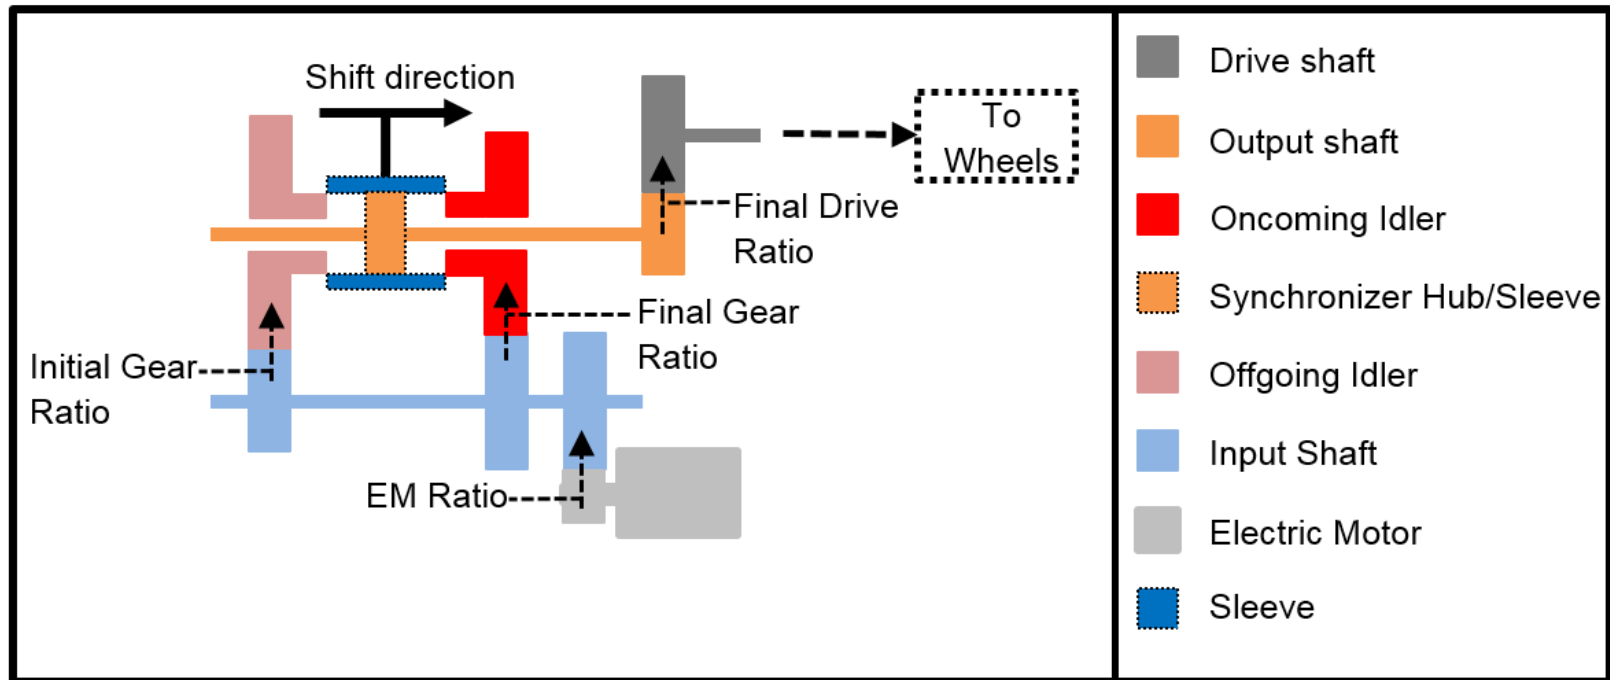 Shift direction
To
Wheels
Final Drive
Ratio
Final Gear
Ratio
Initial Gear
Ratio
EM Ratio
Drive shaft
Output shaft
Oncoming Idler
Synchronizer Hub/Sleeve
Offgoing Idler
Input Shaft
Electric Motor
Sleeve